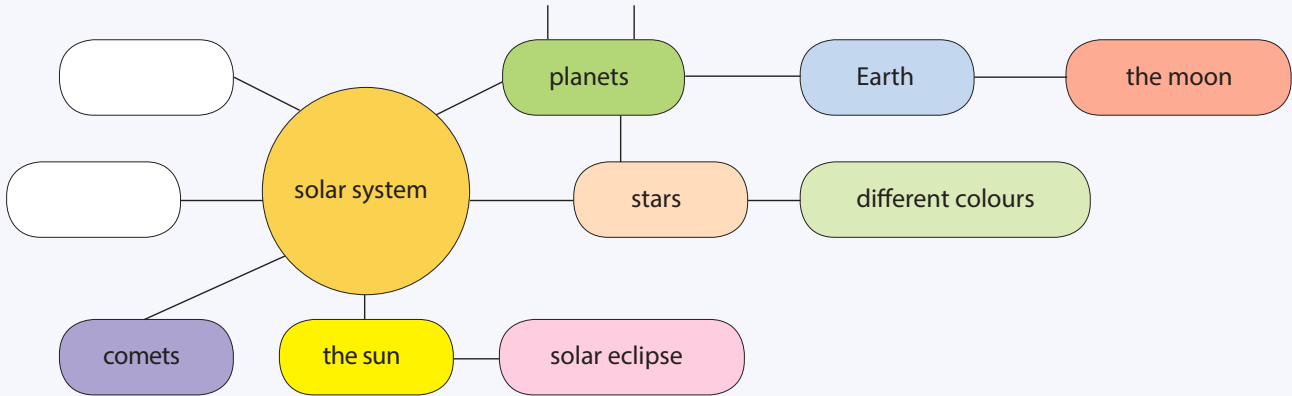 planets
Earth
the moon
solar system
stars
different colours
comets
the sun
solar eclipse